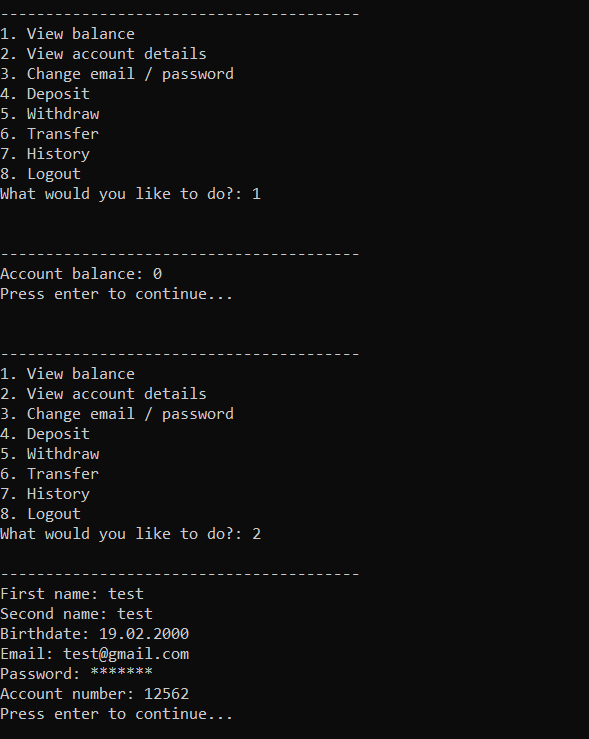 ----------------------------------------
1. View balance
2. View account details
3. Change email / password
4. Deposit
5. Withdraw
6. Transfer
7. History
8. Logout
What would you like to do?: 1
----------------------------------------
Account balance: 0
Press enter to continue...
----------------------------------------
1. View balance
2. View account details
3. Change email / password
4. Deposit
5. Withdraw
6. Transfer
7. History
8. Logout
What would you like to do?: 2
----------------------------------------
First name: test
Second name: test
Birthdate: 19.02.2000
Email: test@gmail.com
Password: *******
Account number: 12562
Press enter to continue...